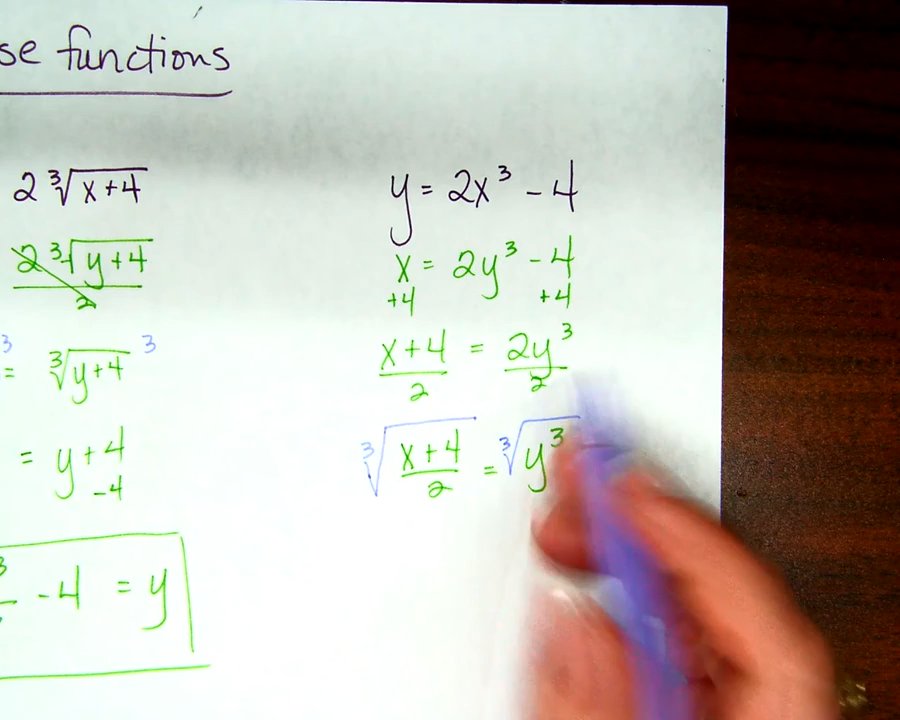 se functions
2∛(x+4)
2∛(y+4)
2
3 = ∛(y+4) 3
= y+4
-4
3
-4 = y
y = 2x³ - 4
x = 2y³ - 4
+4 +4
x+4 = 2y³
2 2
∛(x+4 / 2) = ∛(y³)